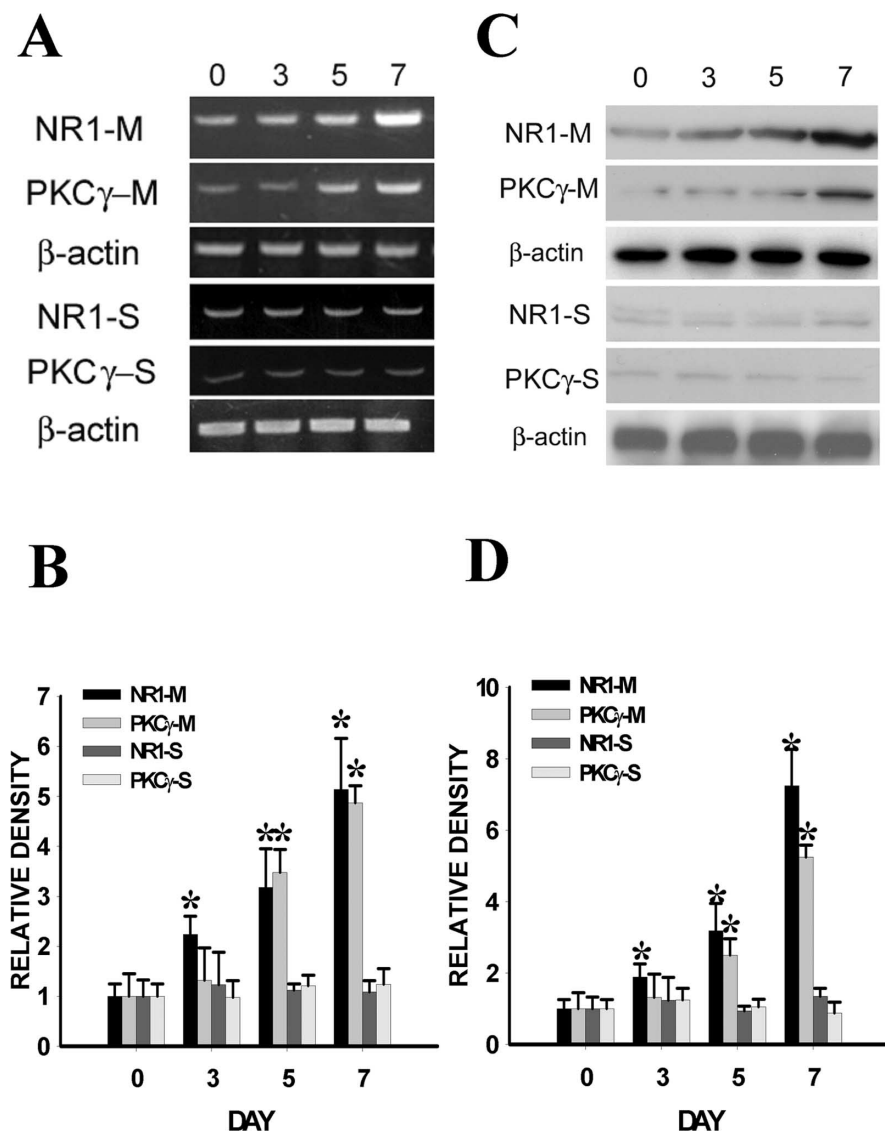 A
0 3 5 7
NR1-M
PKCγ–M
β-actin
NR1-S
PKCγ–S
β-actin
C
0 3 5 7
NR1-M
PKCγ-M
β-actin
NR1-S
PKCγ-S
β-actin
B
RELATIVE DENSITY
7
6
5
4
3
2
1
0
NR1-M
PKCγ-M
NR1-S
PKCγ-S
*
**
*
*
0 3 5 7
DAY
D
RELATIVE DENSITY
10
8
6
4
2
0
NR1-M
PKCγ-M
NR1-S
PKCγ-S
*
*
*
*
*
0 3 5 7
DAY